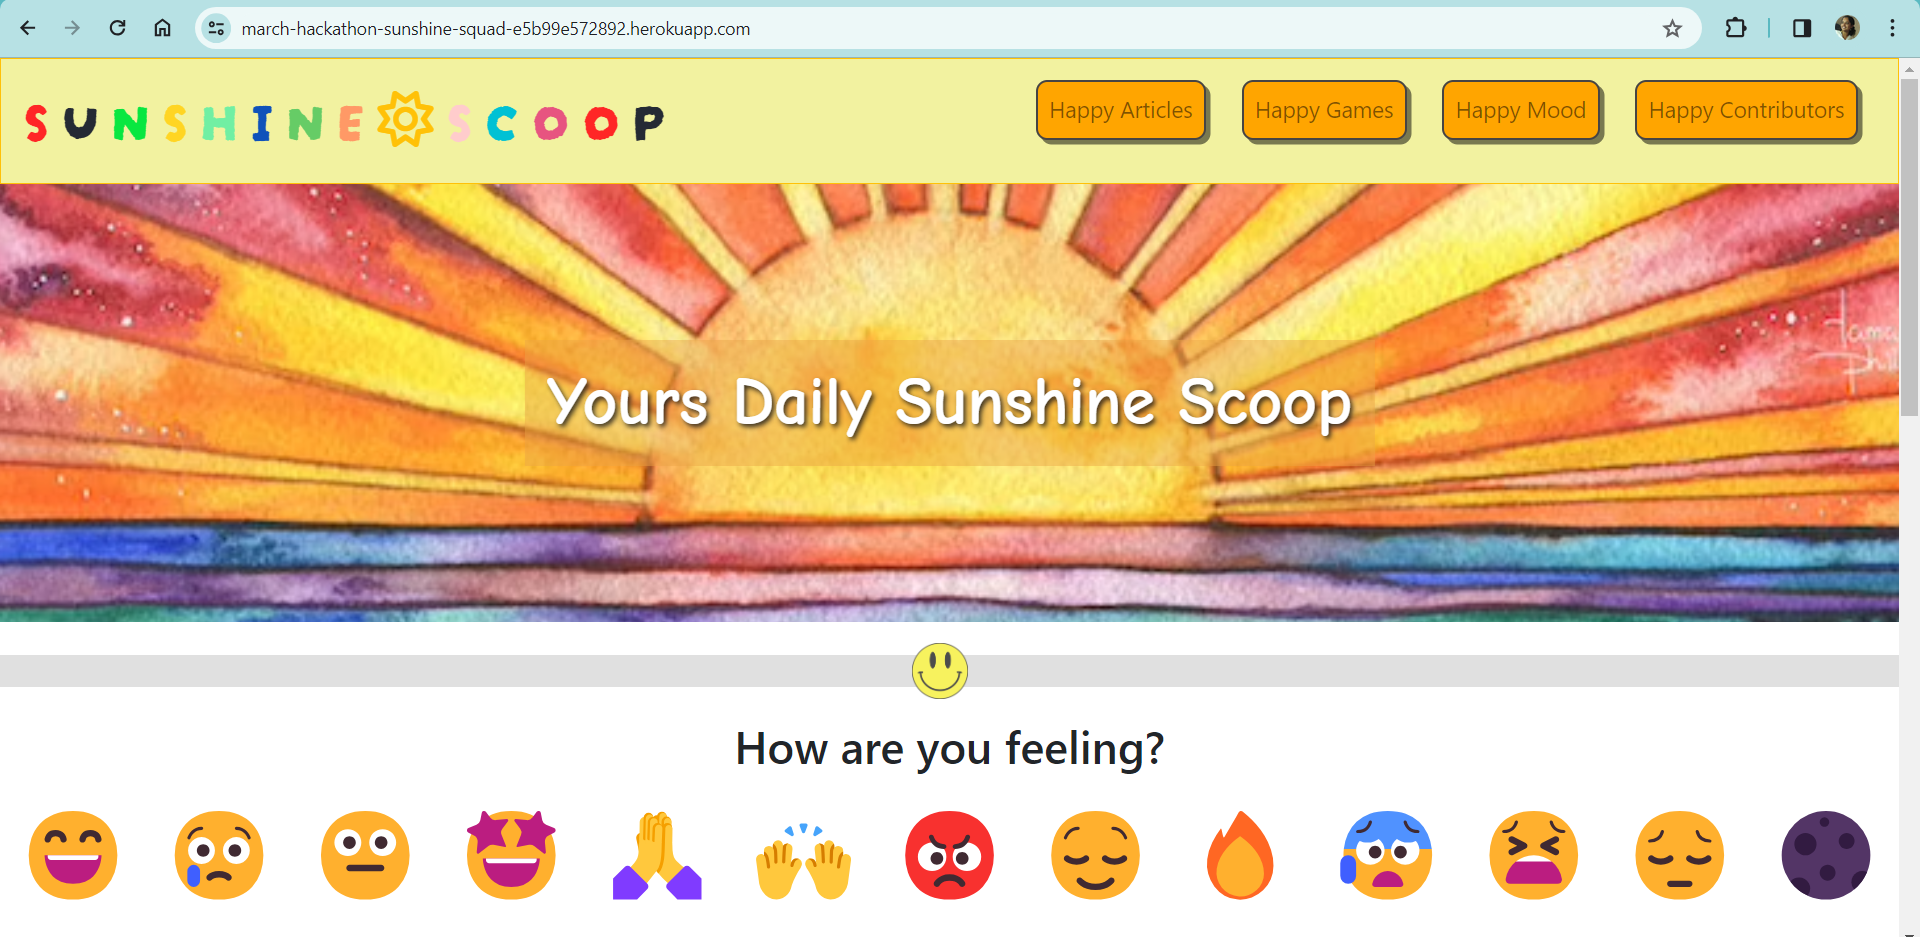 march-hackathon-sunshine-squad-e5b99e572892.herokuapp.com
SUNSHINE SCOOP
Happy Articles
Happy Games
Happy Mood
Happy Contributors
Yours Daily Sunshine Scoop
How are you feeling?